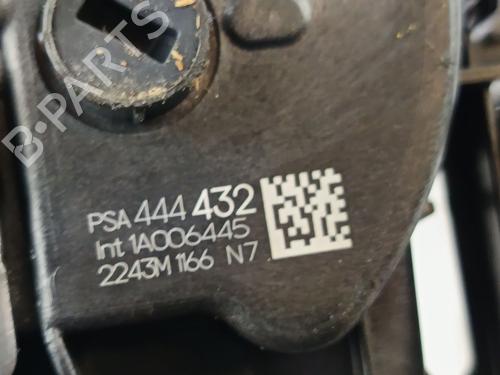 B-PARTS
PSA 444 432
Int 1A006445
2243M 1166 N7